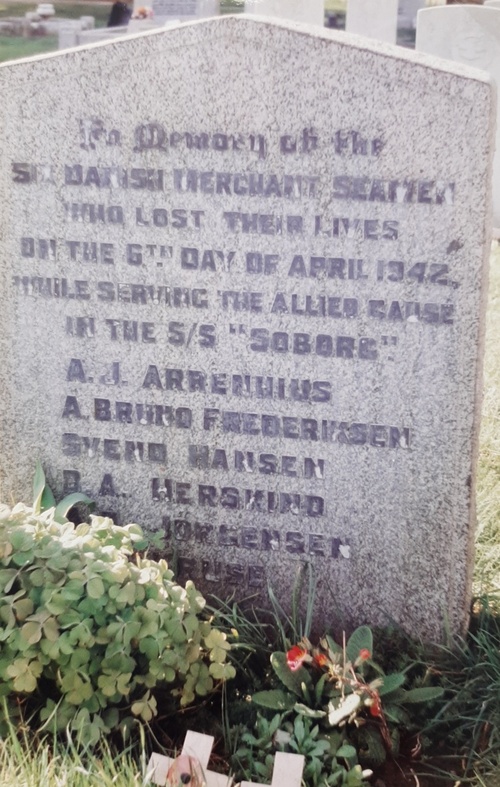 In Memory of the
SIX DANISH MERCHANT SEAMEN
WHO LOST THEIR LIVES
ON THE 6TH DAY OF APRIL 1942,
WHILE SERVING THE ALLIED CAUSE
IN THE S/S "SOBORG".
A. J. ARRENHIUS
A. BRUNO FREDERIKSEN
SVEND HANSEN
A. HERSKIND
JÖRGENSEN